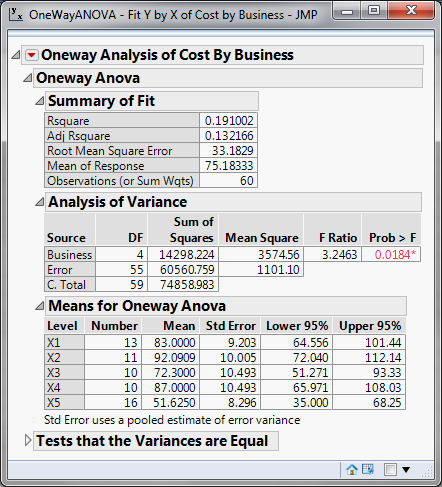 OneWayANOVA - Fit Y by X of Cost by Business - JMP
Oneway Analysis of Cost By Business
Oneway Anova
Summary of Fit
Rsquare 0.191002
Adj Rsquare 0.132166
Root Mean Square Error 33.1829
Mean of Response 75.18333
Observations (or Sum Wgts) 60
Analysis of Variance
Source DF Sum of Squares Mean Square F Ratio Prob > F
Business 4 14298.224 3574.56 3.2463 0.0184*
Error 55 60560.759 1101.10
C. Total 59 74858.983
Means for Oneway Anova
Level Number Mean Std Error Lower 95% Upper 95%
X1 13 83.0000 9.203 64.556 101.44
X2 11 92.0909 10.005 72.040 112.14
X3 10 72.3000 10.493 51.271 93.33
X4 10 87.0000 10.493 65.971 108.03
X5 16 51.6250 8.296 35.000 68.25
Std Error uses a pooled estimate of error variance
Tests that the Variances are Equal